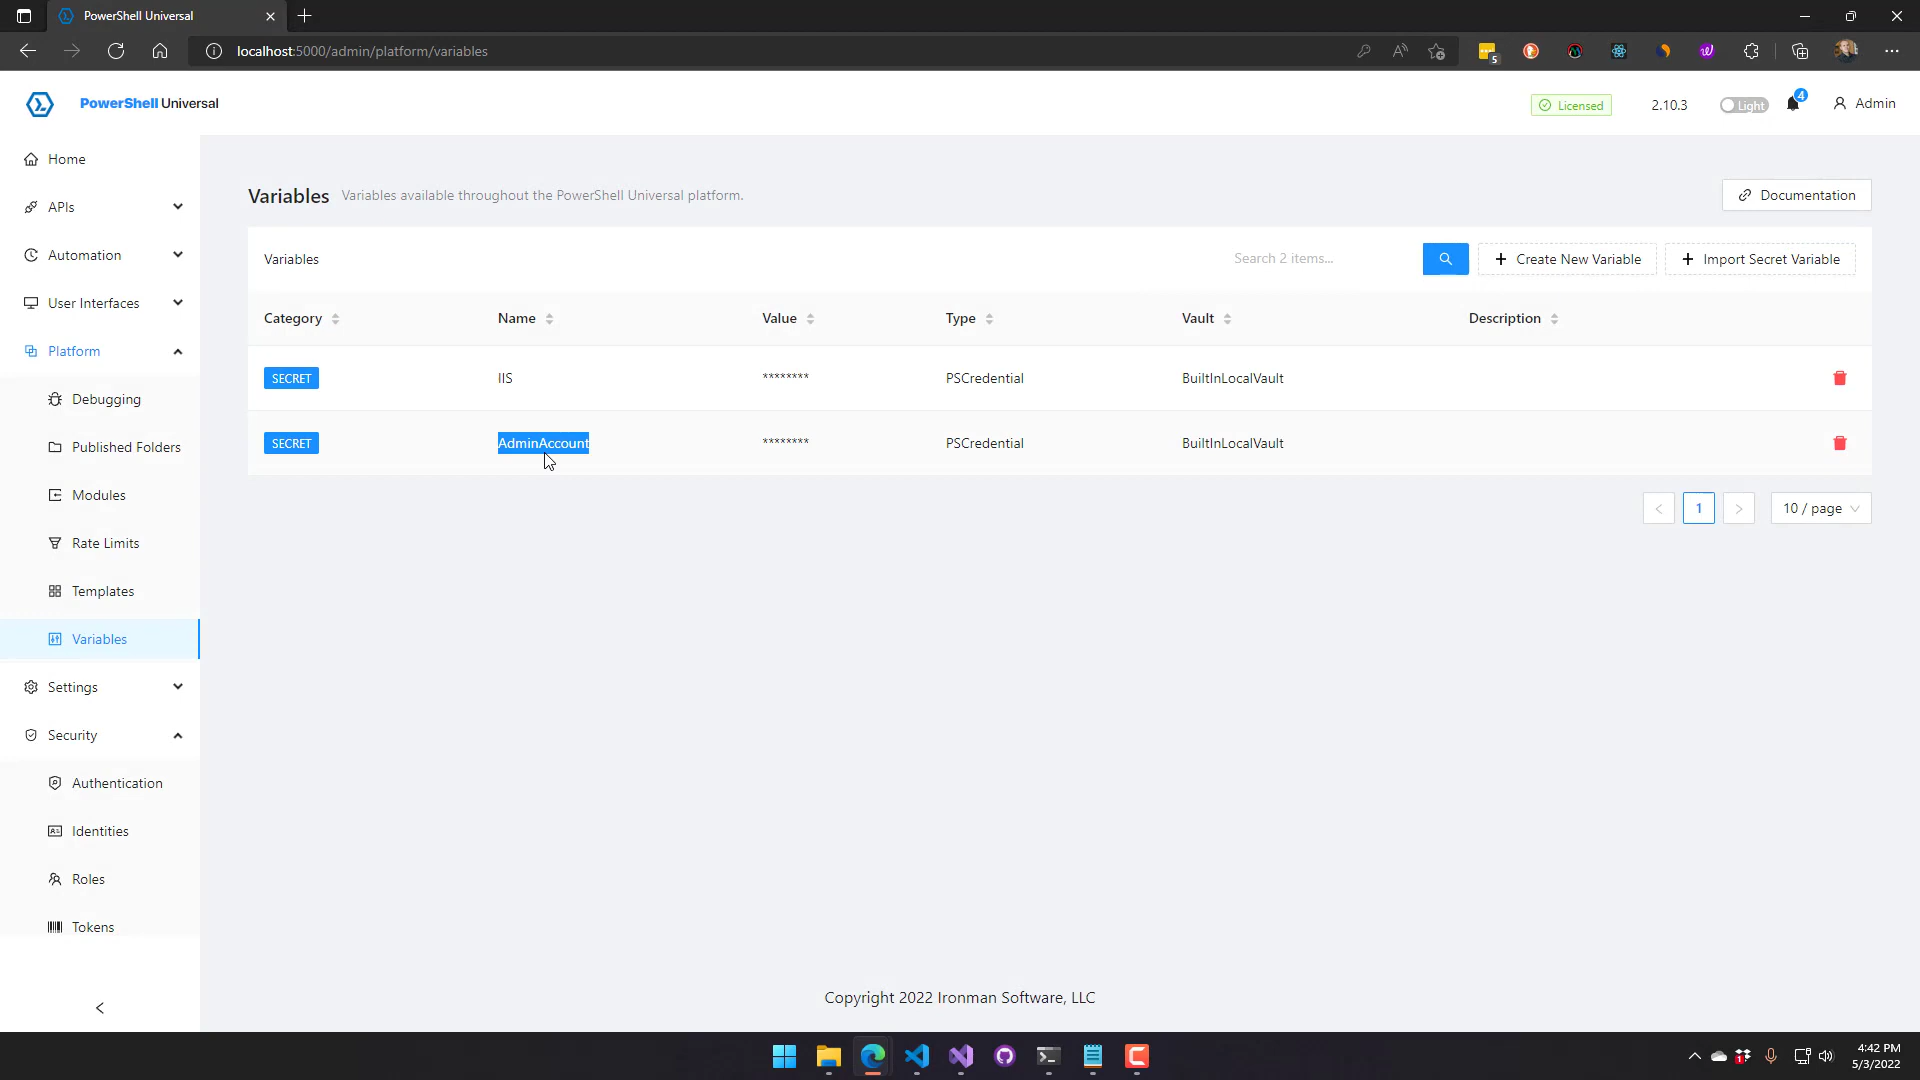 PowerShell Universal
localhost:5000/admin/platform/variables
5
PowerShell Universal
Licensed
2.10.3
Light
4
Admin
Home
APIs
Automation
User Interfaces
Platform
Debugging
Published Folders
Modules
Rate Limits
Templates
Variables
Settings
Security
Authentication
Identities
Roles
Tokens
Variables Variables available throughout the PowerShell Universal platform.
Documentation
Variables
Search 2 items...
Create New Variable
Import Secret Variable
Category Name Value Type Vault Description
SECRET IIS ******** PSCredential BuiltInLocalVault
SECRET AdminAccount ******** PSCredential BuiltInLocalVault
1
10 / page
Copyright 2022 Ironman Software, LLC
1
4:42 PM
5/3/2022